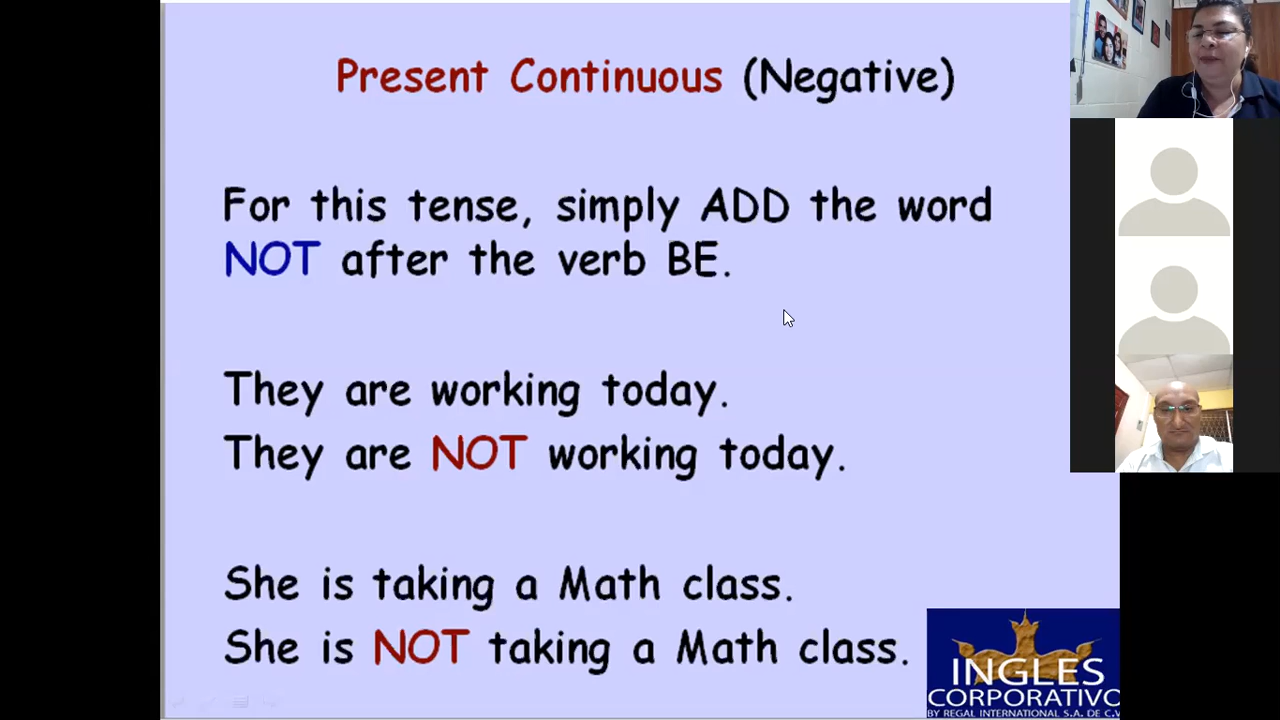 Present Continuous (Negative)
For this tense, simply ADD the word
NOT after the verb BE.
They are working today.
They are NOT working today.
She is taking a Math class.
She is NOT taking a Math class.
INGLES
CORPORATIVO
BY REGAL INTERNATIONAL S.A. DE C.V